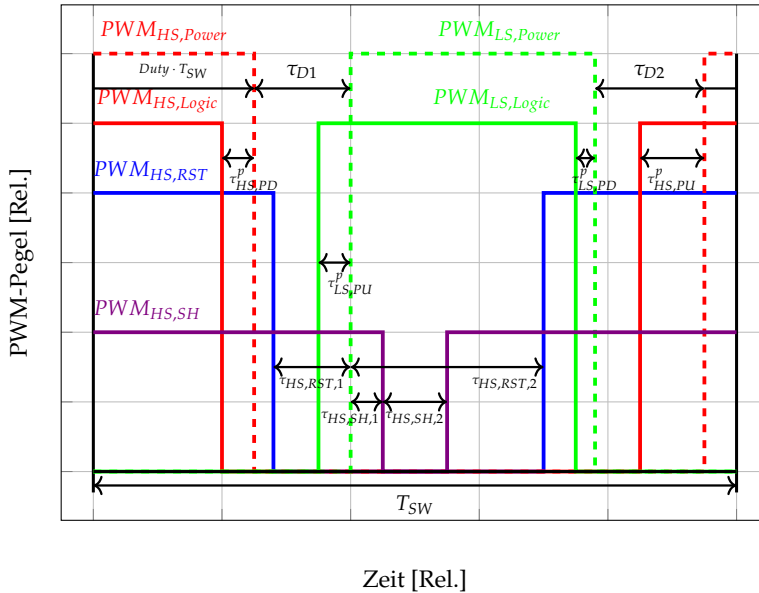 PWM_{HS,Power}
PWM_{LS,Power}
Duty · T_{SW}
τ_{D1}
τ_{D2}
PWM_{HS,Logic}
PWM_{LS,Logic}
τ^p_{HS,PD}
τ^p_{LS,PD}
τ^p_{HS,PU}
PWM_{HS,RST}
τ^p_{LS,PU}
PWM_{HS,SH}
τ_{HS,RST,1}
τ_{HS,RST,2}
τ_{HS,SH,1}
τ_{HS,SH,2}
T_{SW}
PWM-Pegel [Rel.]
Zeit [Rel.]